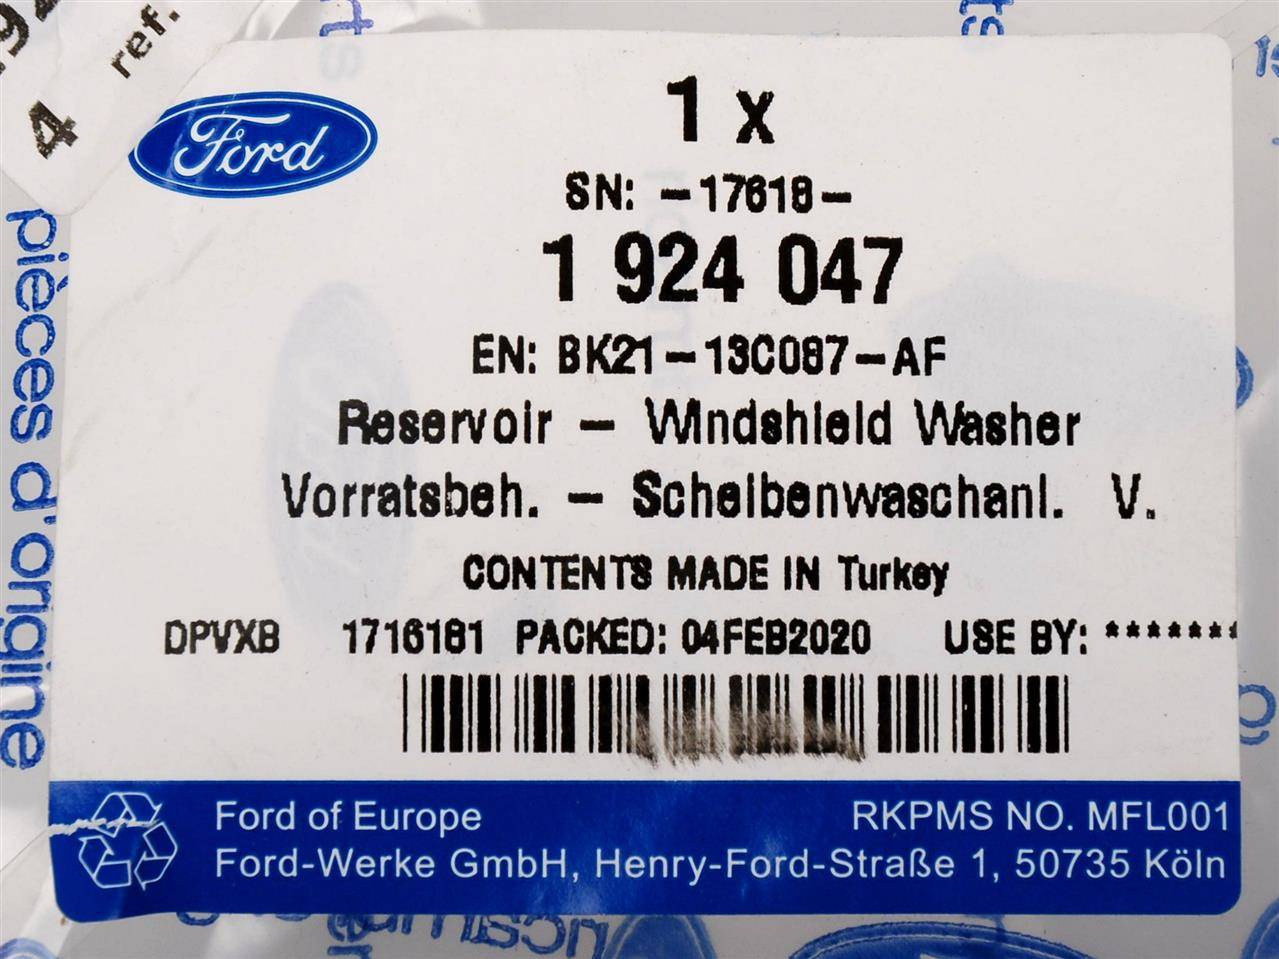 4
ref.
Ford
1 x
SN: -17618-
1 924 047
EN: BK21-13C087-AF
Reservoir - Windshield Washer
Vorratsbeh. - Scheibenwaschanl. V.
CONTENTS MADE IN Turkey
DPVXB 1716181 PACKED: 04FEB2020 USE BY: *******
Ford of Europe
RKPMS NO. MFL001
Ford-Werke GmbH, Henry-Ford-Straße 1, 50735 Köln
pièces d'origine